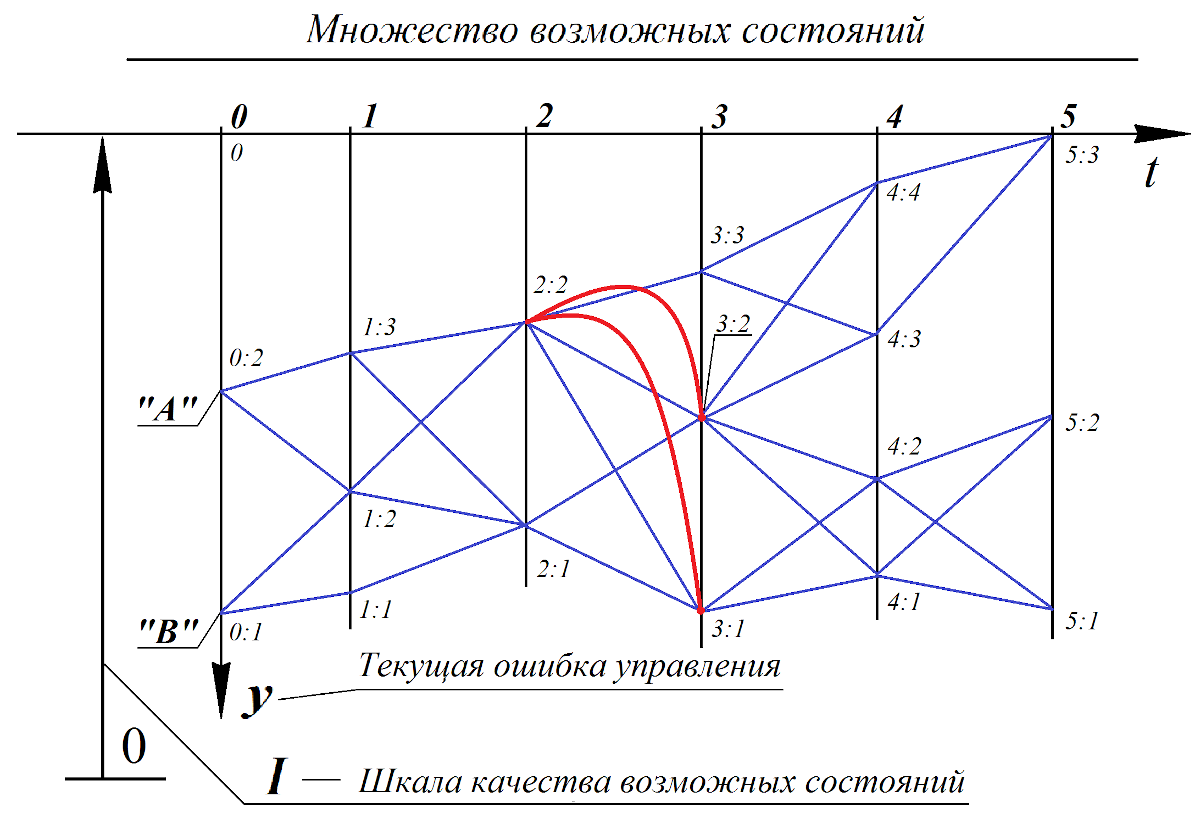 Множество возможных состояний
0 1 2 3 4 5
0
t
5:3
4:4
3:3
2:2
3:2
1:3
4:3
0:2
"A"
5:2
4:2
1:2
2:1
1:1
4:1
5:1
"B"
0:1
3:1
Текущая ошибка управления
y
0
I — Шкала качества возможных состояний